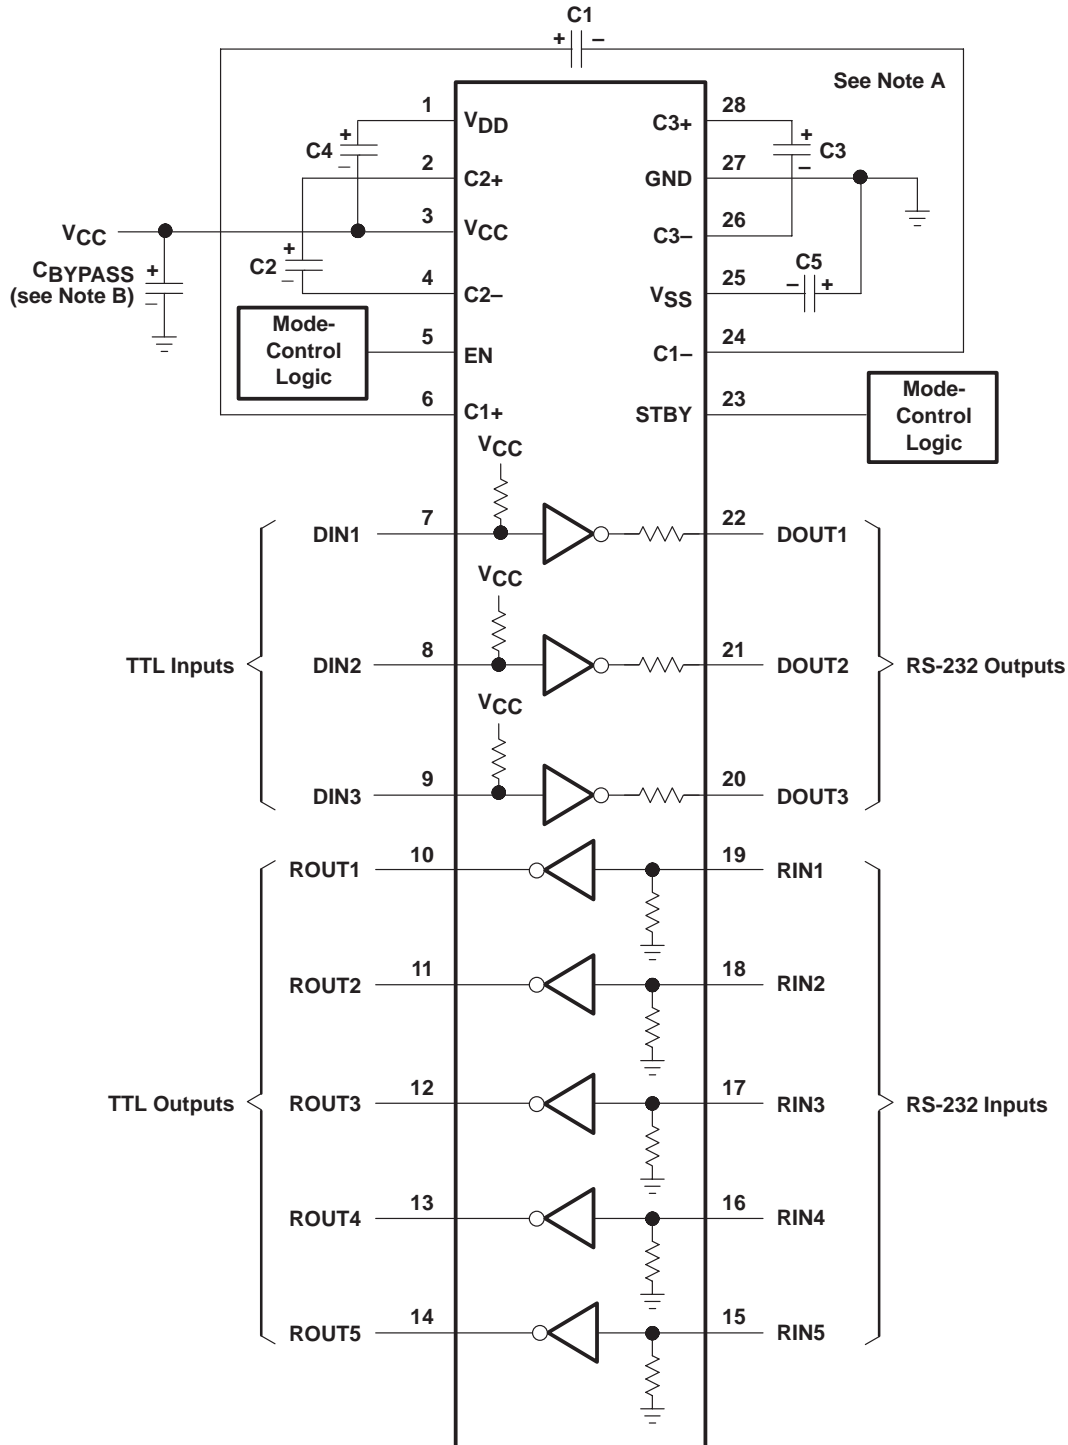 C1
+ –
See Note A
1 VDD C3+ 28
+ C4 –
+ C3 –
2 C2+ GND 27
VCC 3 VCC C3– 26
CBYPASS +
(see Note B) –
+ C2 –
C5
– +
4 C2– VSS 25
Mode-
Control
Logic
5 EN C1– 24
6 C1+ STBY 23
Mode-
Control
Logic
VCC
DIN1 7 22 DOUT1
VCC
TTL Inputs DIN2 8 21 DOUT2 RS-232 Outputs
VCC
DIN3 9 20 DOUT3
ROUT1 10 19 RIN1
ROUT2 11 18 RIN2
TTL Outputs ROUT3 12 17 RIN3 RS-232 Inputs
ROUT4 13 16 RIN4
ROUT5 14 15 RIN5